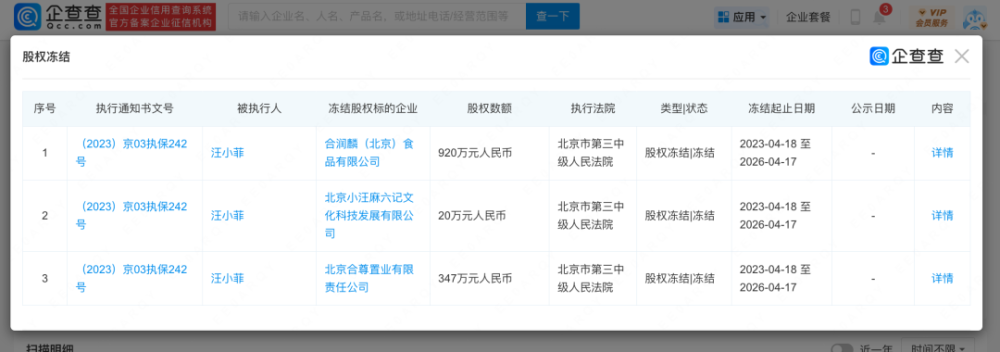 企查查
Qcc.com
全国企业信用查询系统
官方备案企业征信机构
请输入企业名、人名、产品名，或地址电话/经营范围等
查一下
应用
企业套餐
3
VIP
会员服务
股权冻结
企查查
序号 执行通知书文号 被执行人 冻结股权标的企业 股权数额 执行法院 类型|状态 冻结起止日期 公示日期 内容
1 （2023）京03执保242号 汪小菲 合润麟（北京）食品有限公司 920万元人民币 北京市第三中级人民法院 股权冻结|冻结 2023-04-18 至 2026-04-17 - 详情
2 （2023）京03执保242号 汪小菲 北京小汪麻六记文化科技发展有限公司 20万元人民币 北京市第三中级人民法院 股权冻结|冻结 2023-04-18 至 2026-04-17 - 详情
3 （2023）京03执保242号 汪小菲 北京合尊置业有限责任公司 347万元人民币 北京市第三中级人民法院 股权冻结|冻结 2023-04-18 至 2026-04-17 - 详情
扫描明细
近一年
时间不限